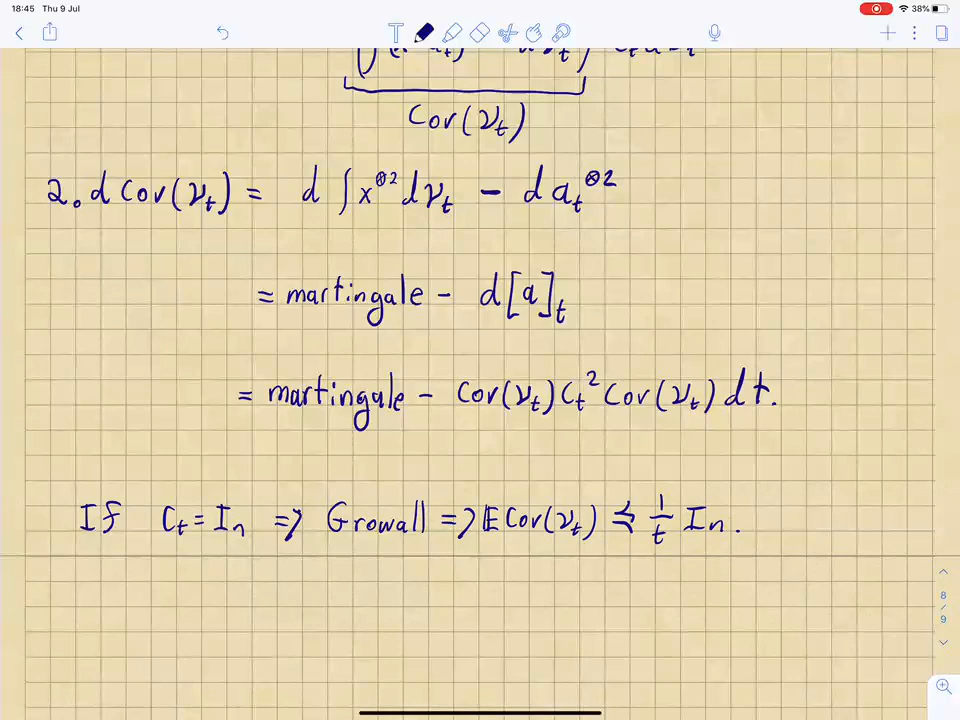 18:45 Thu 9 Jul
38%
Cov(ν_t)
2. d Cov(ν_t) = d ∫ x^{⊗2} dν_t − d a_t^{⊗2}
= martingale − d[a]_t
= martingale − Cov(ν_t) C_t^2 Cov(ν_t) dt.
If C_t = I_n => Growall => 𝔼 Cov(ν_t) ≼ 1/t I_n.
8
/
9